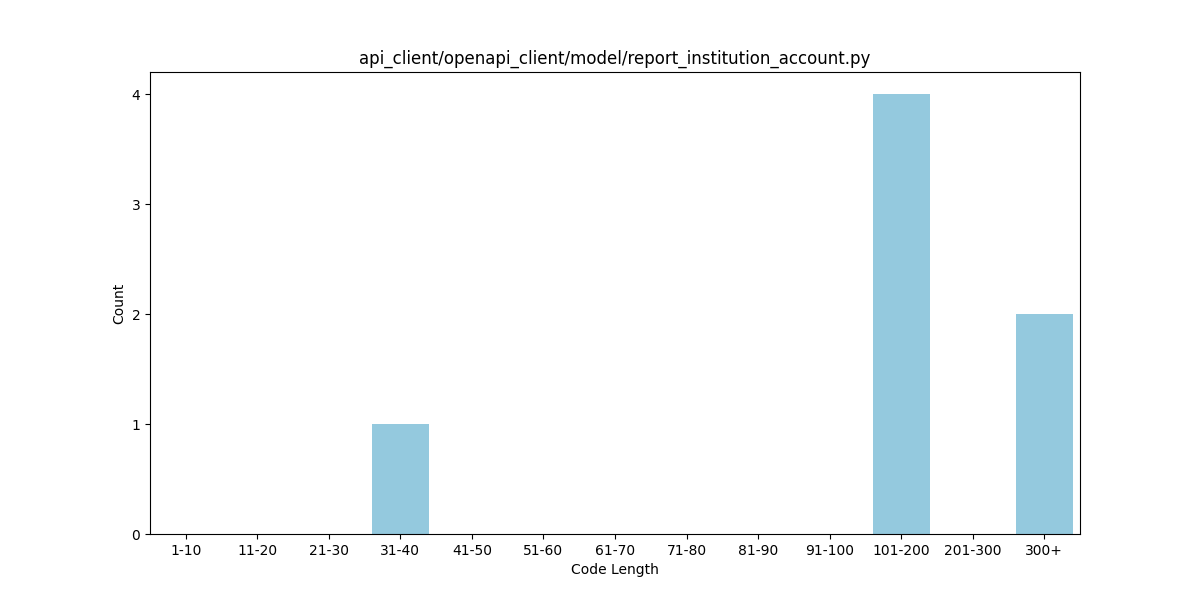 api_client/openapi_client/model/report_institution_account.py
4
3
2
1
0
Count
1-10 11-20 21-30 31-40 41-50 51-60 61-70 71-80 81-90 91-100 101-200 201-300 300+
Code Length